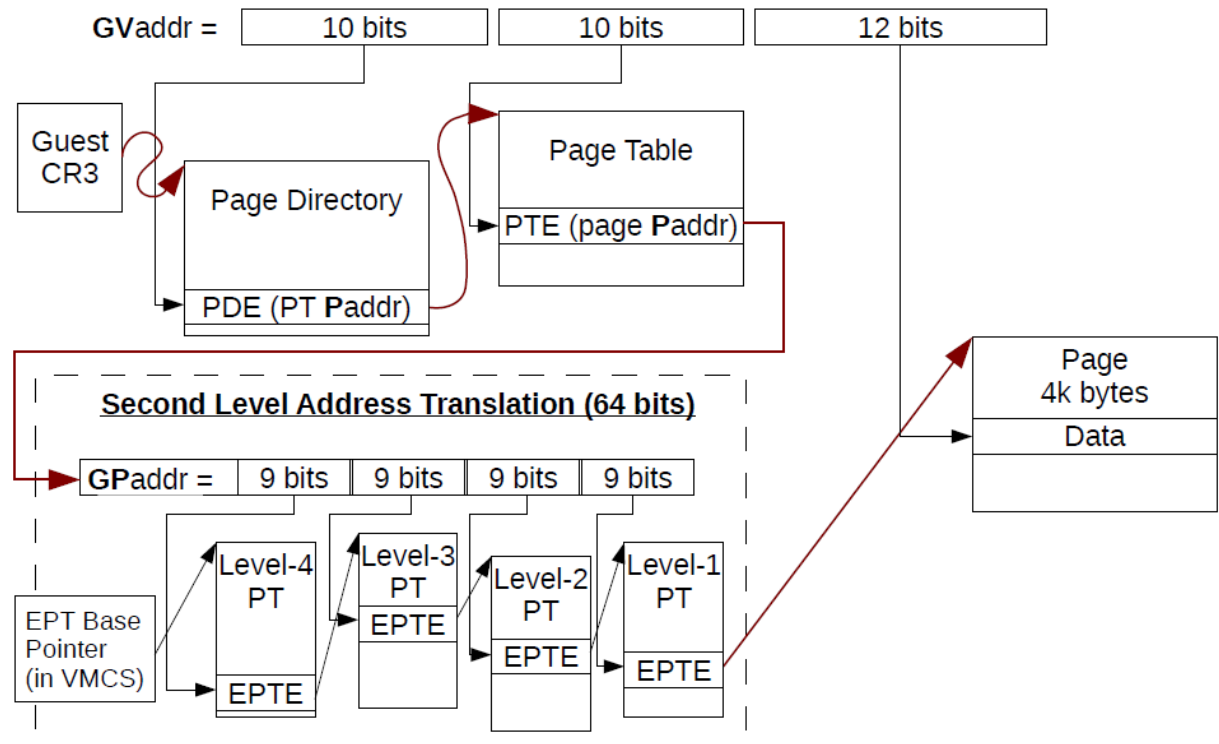 GVaddr =
10 bits
10 bits
12 bits
Guest
CR3
Page Directory
PDE (PT Paddr)
Page Table
PTE (page Paddr)
Page
4k bytes
Data
Second Level Address Translation (64 bits)
GPaddr =
9 bits
9 bits
9 bits
9 bits
EPT Base
Pointer
(in VMCS)
Level-4
PT
EPTE
Level-3
PT
EPTE
Level-2
PT
EPTE
Level-1
PT
EPTE